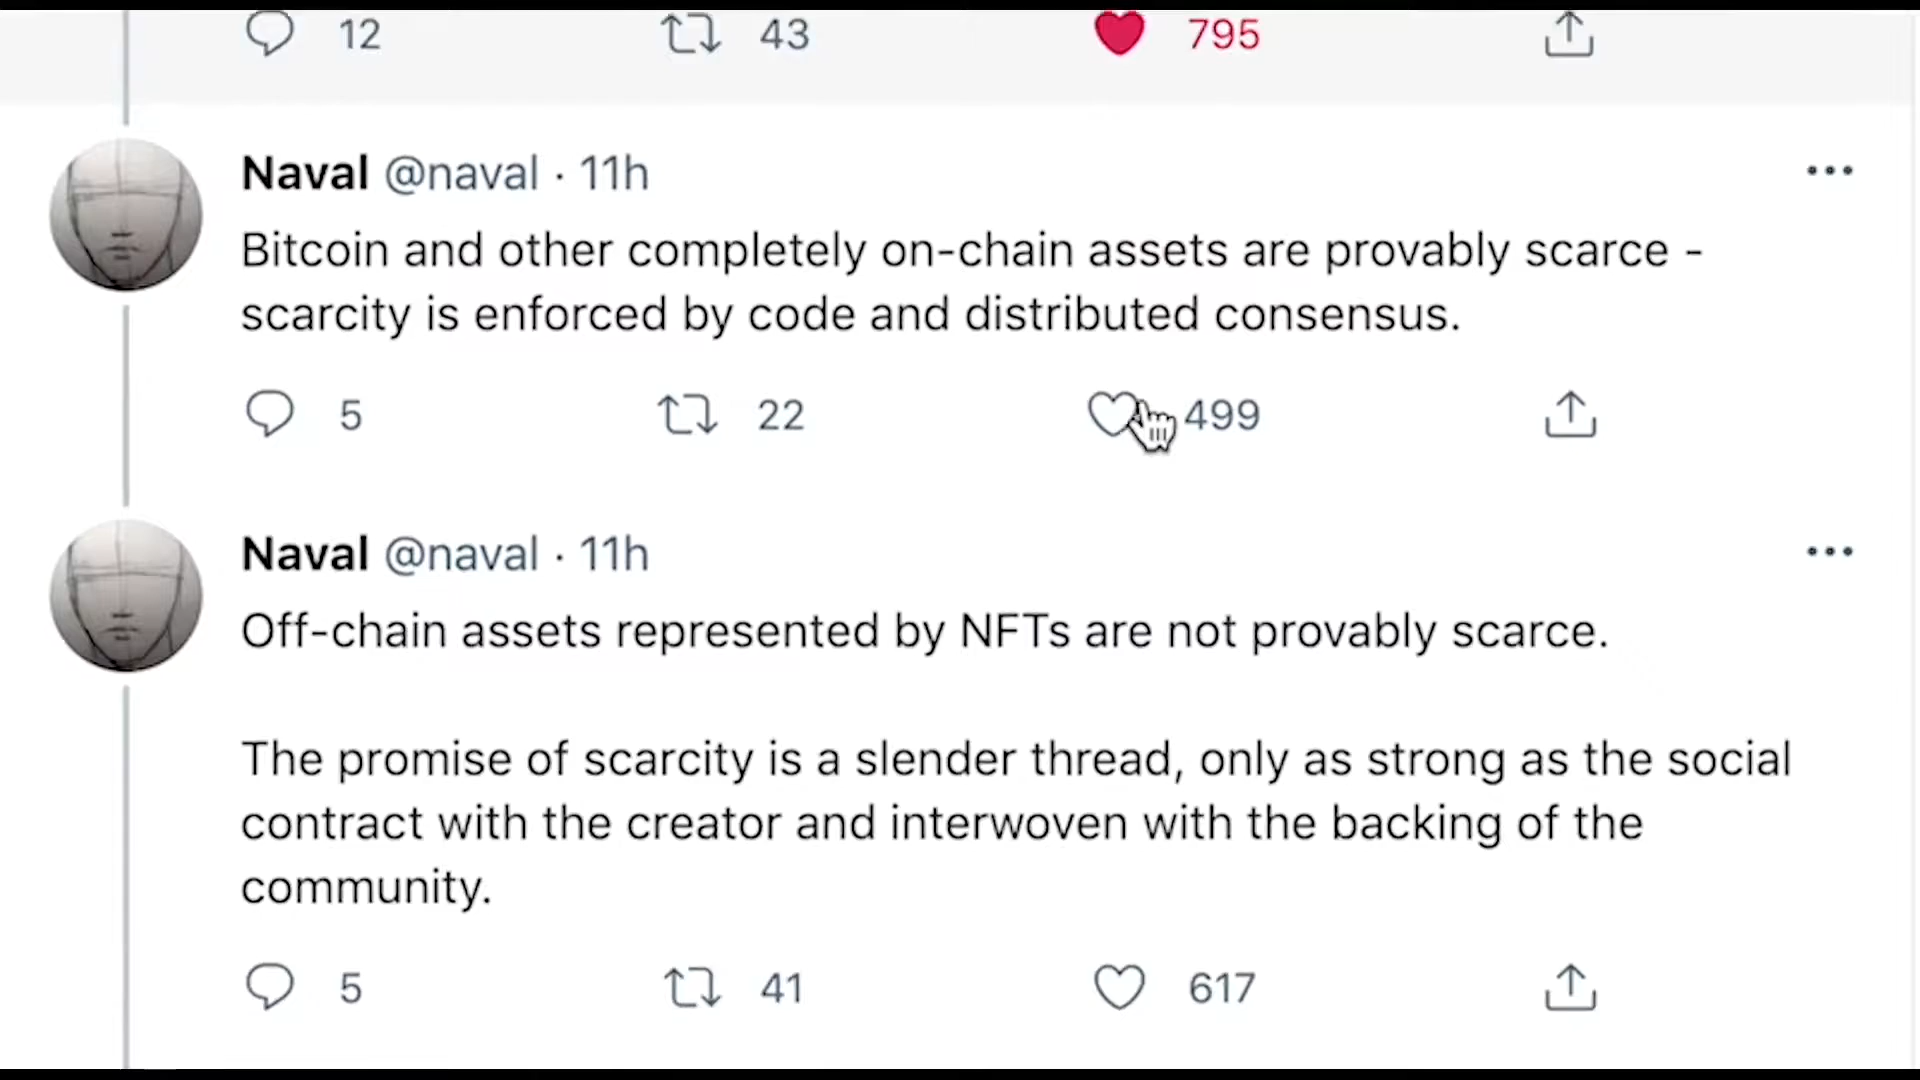 12 43 795
Naval @naval · 11h
Bitcoin and other completely on-chain assets are provably scarce -
scarcity is enforced by code and distributed consensus.
5 22 499
Naval @naval · 11h
Off-chain assets represented by NFTs are not provably scarce.
The promise of scarcity is a slender thread, only as strong as the social
contract with the creator and interwoven with the backing of the
community.
5 41 617